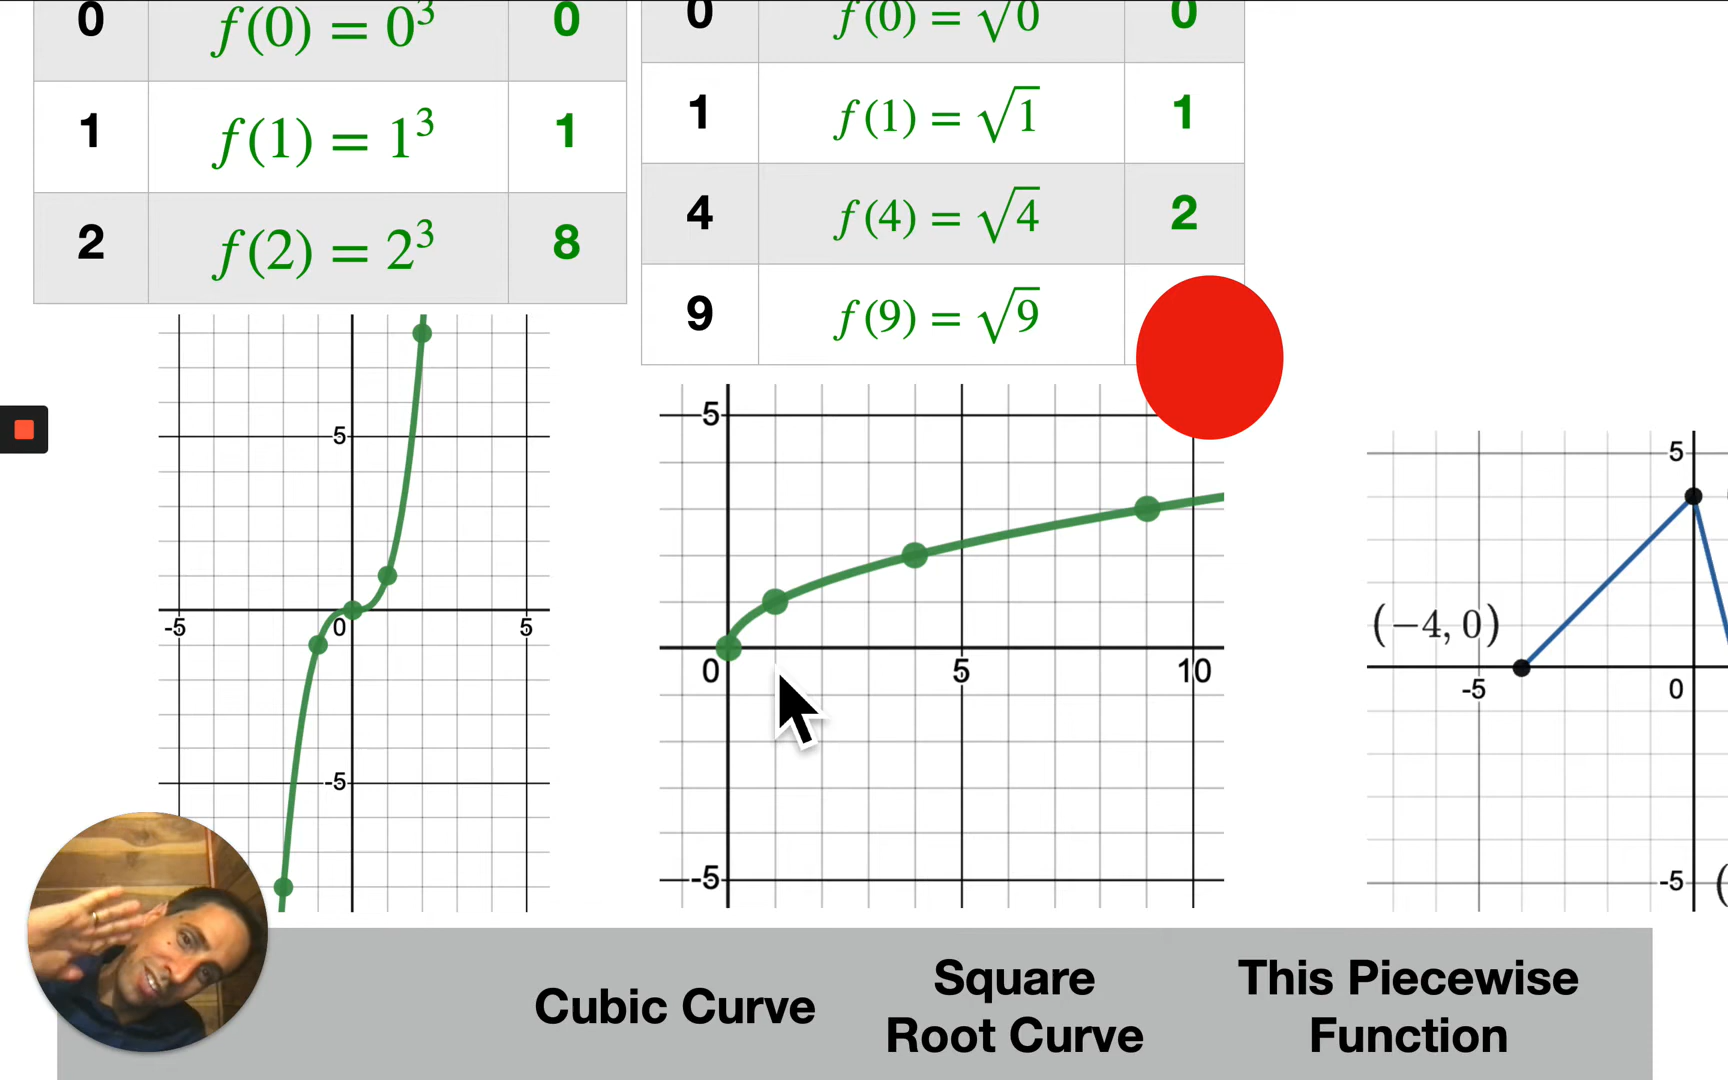 0 f(0) = 0³ 0
1 f(1) = 1³ 1
2 f(2) = 2³ 8
0 f(0) = √0 0
1 f(1) = √1 1
4 f(4) = √4 2
9 f(9) = √9
5
-5 0 5
-5
5
0 5 10
-5
5
(−4, 0)
-5 0
-5
(
Cubic Curve
Square
Root Curve
This Piecewise
Function